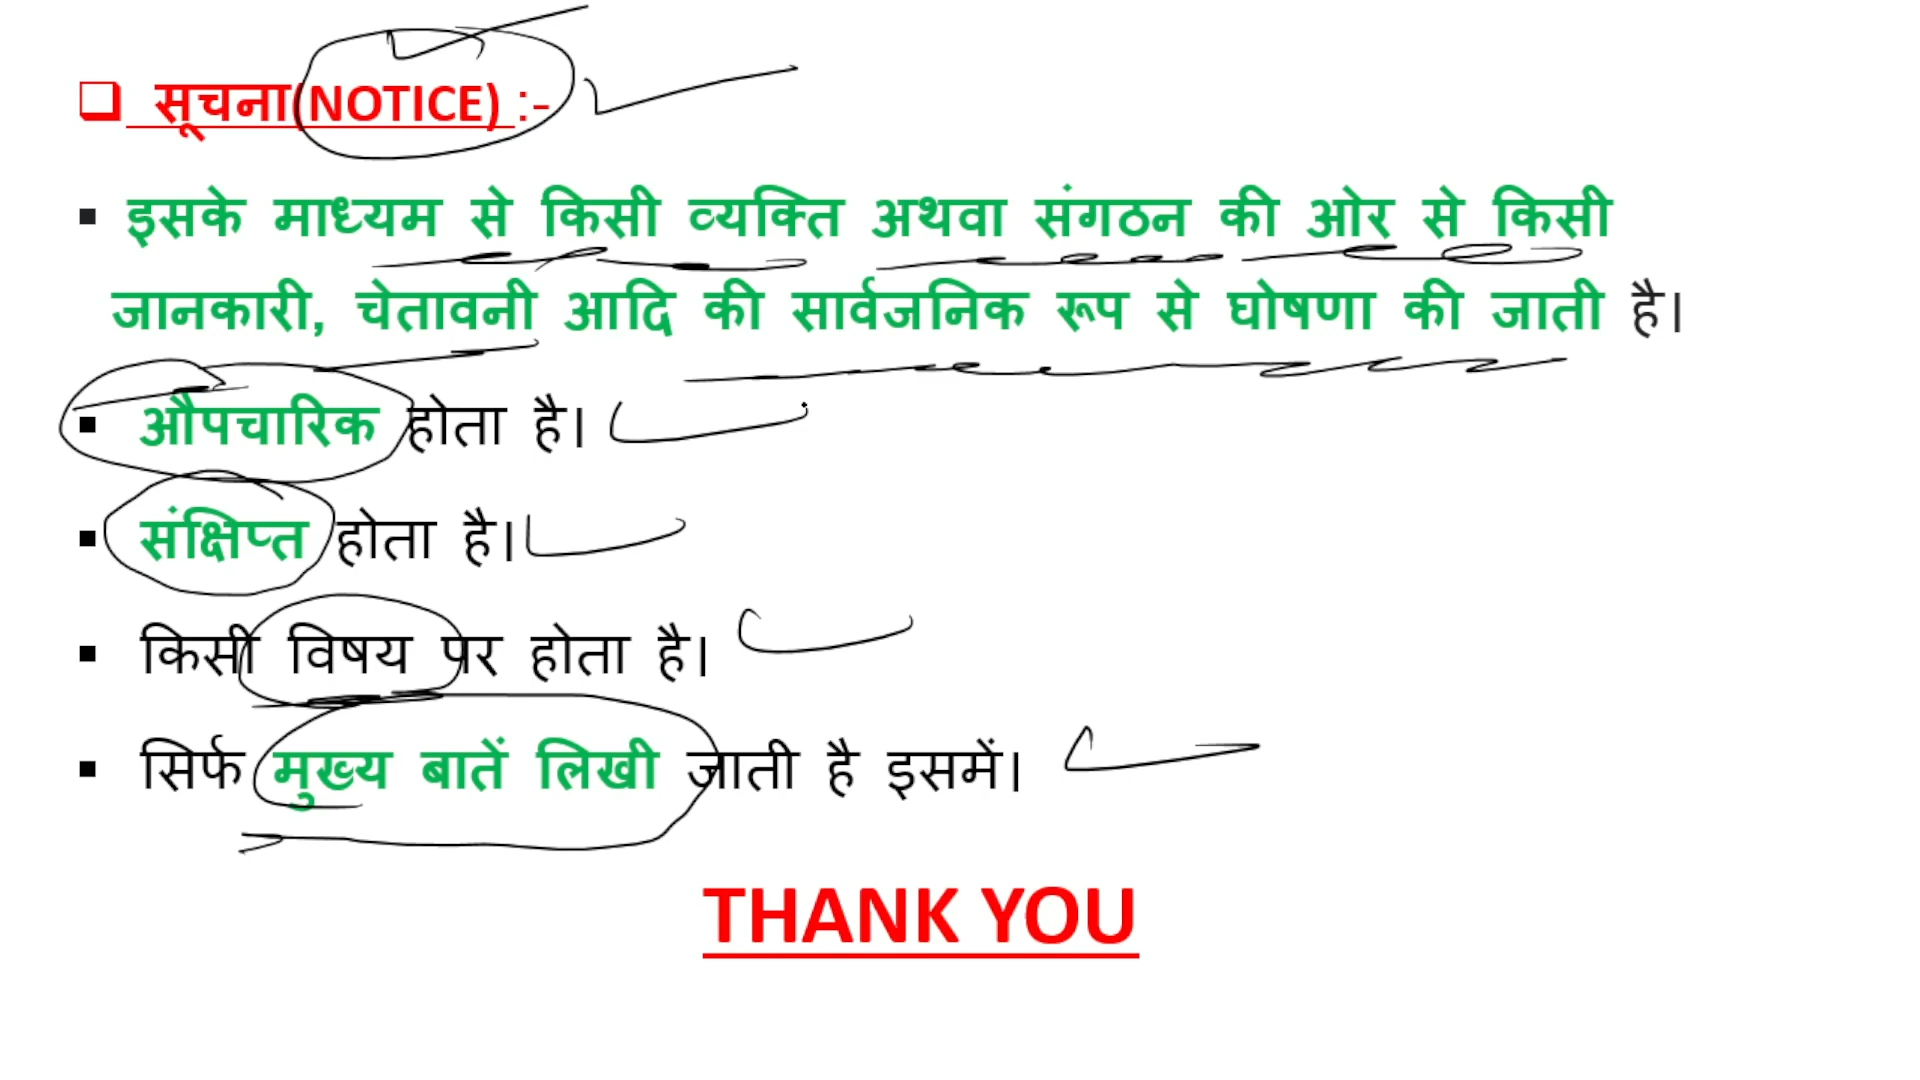 ❑ सूचना(NOTICE) :-
▪ इसके माध्यम से किसी व्यक्ति अथवा संगठन की ओर से किसी
जानकारी, चेतावनी आदि की सार्वजनिक रूप से घोषणा की जाती है।
▪ औपचारिक होता है।
▪ संक्षिप्त होता है।
▪ किसी विषय पर होता है।
▪ सिर्फ मुख्य बातें लिखी जाती है इसमें।
THANK YOU